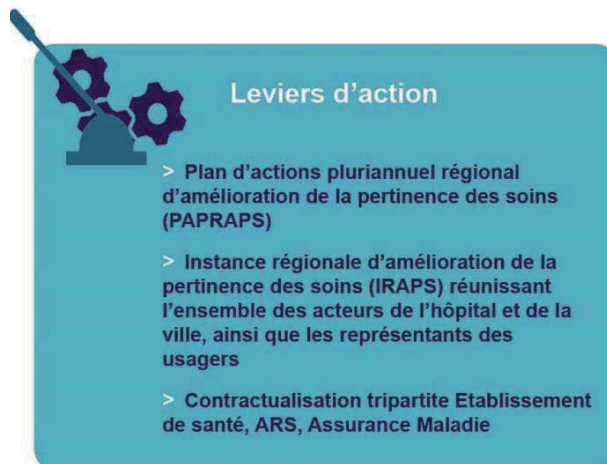 Leviers d'action
> Plan d'actions pluriannuel régional
d'amélioration de la pertinence des soins
(PAPRAPS)
> Instance régionale d'amélioration de la
pertinence des soins (IRAPS) réunissant
l'ensemble des acteurs de l'hôpital et de la
ville, ainsi que les représentants des
usagers
> Contractualisation tripartite Etablissement
de santé, ARS, Assurance Maladie